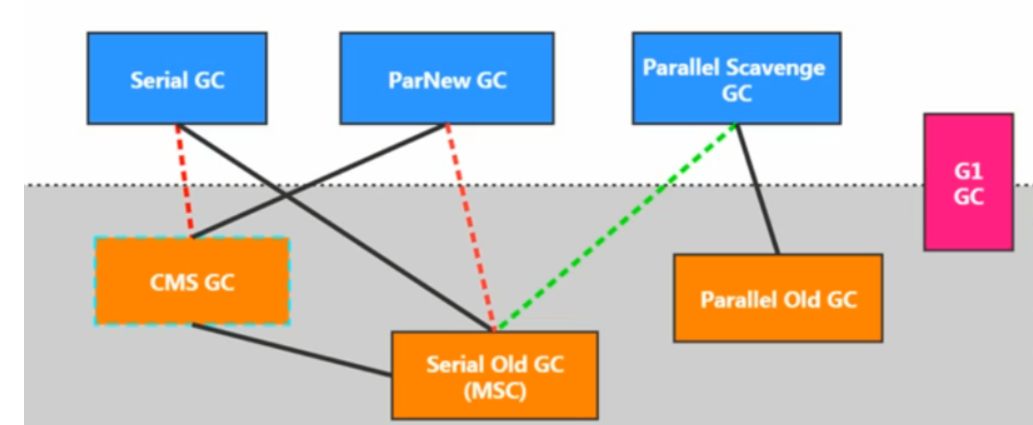 Serial GC
ParNew GC
Parallel Scavenge
GC
G1
GC
CMS GC
Parallel Old GC
Serial Old GC
(MSC)